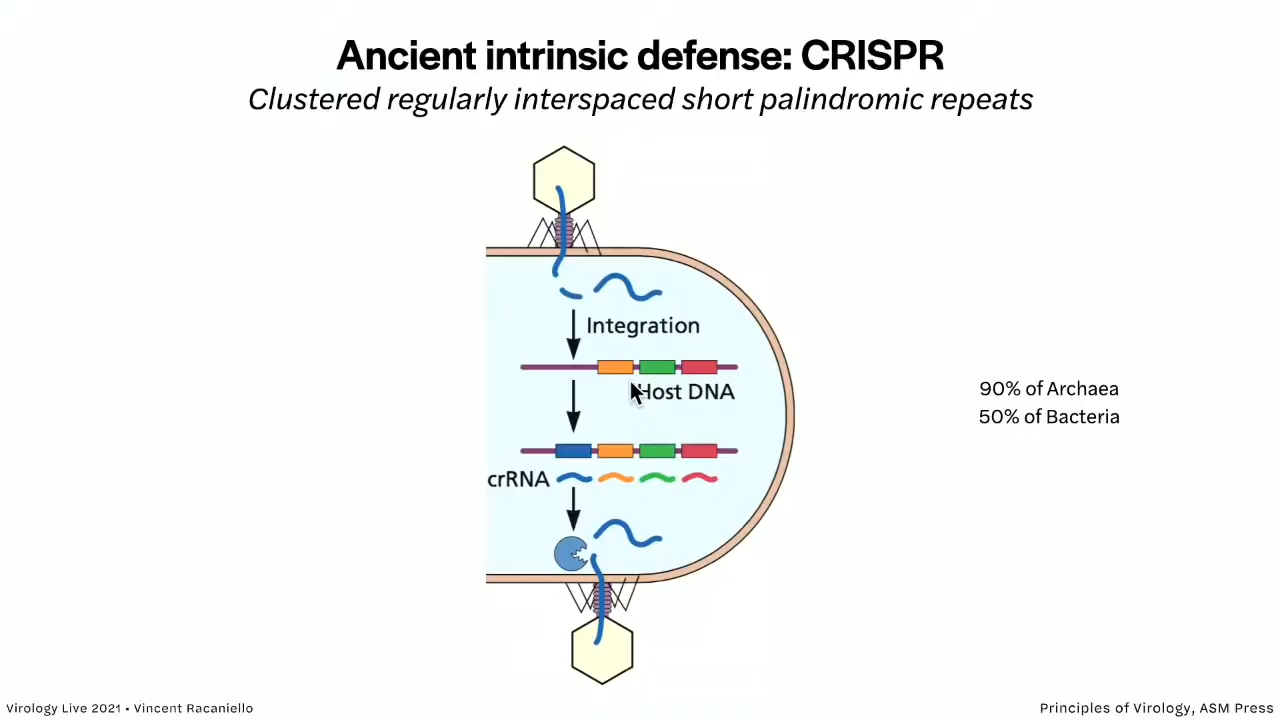 Ancient intrinsic defense: CRISPR
Clustered regularly interspaced short palindromic repeats
Integration
Host DNA
90% of Archaea
50% of Bacteria
crRNA
Virology Live 2021 • Vincent Racaniello
Principles of Virology, ASM Press